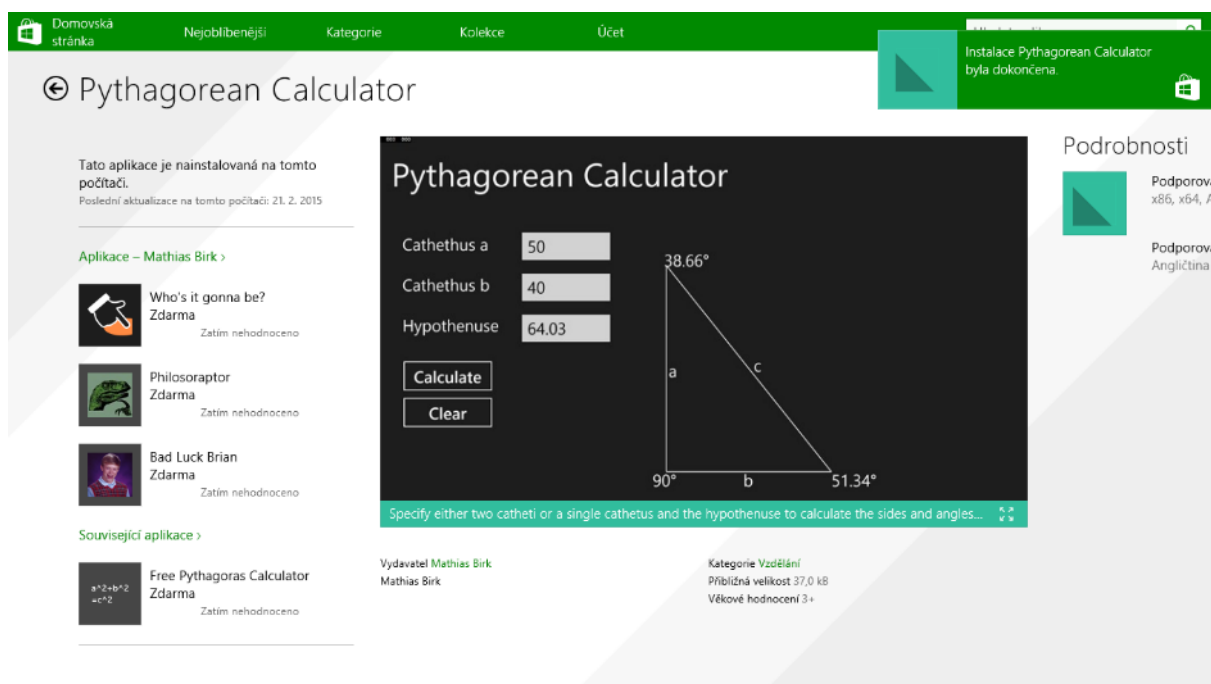 Domovská
stránka
Nejoblíbenější
Kategorie
Kolekce
Účet
Instalace Pythagorean Calculator
byla dokončena.
Pythagorean Calculator
Tato aplikace je nainstalovaná na tomto
počítači.
Poslední aktualizace na tomto počítači: 21. 2. 2015
Aplikace – Mathias Birk ›
Who's it gonna be?
Zdarma
Zatím nehodnoceno
Philosoraptor
Zdarma
Zatím nehodnoceno
Bad Luck Brian
Zdarma
Zatím nehodnoceno
Související aplikace ›
a^2+b^2
=c^2
Free Pythagoras Calculator
Zdarma
Zatím nehodnoceno
Pythagorean Calculator
Cathethus a
50
Cathethus b
40
Hypothenuse
64.03
Calculate
Clear
38.66°
a
c
90°
b
51.34°
Specify either two catheti or a single cathetus and the hypothenuse to calculate the sides and angles...
Vydavatel Mathias Birk
Mathias Birk
Kategorie Vzdělání
Přibližná velikost 37,0 kB
Věkové hodnocení 3+
Podrobnosti
Podporova
x86, x64, A
Podporova
Angličtina